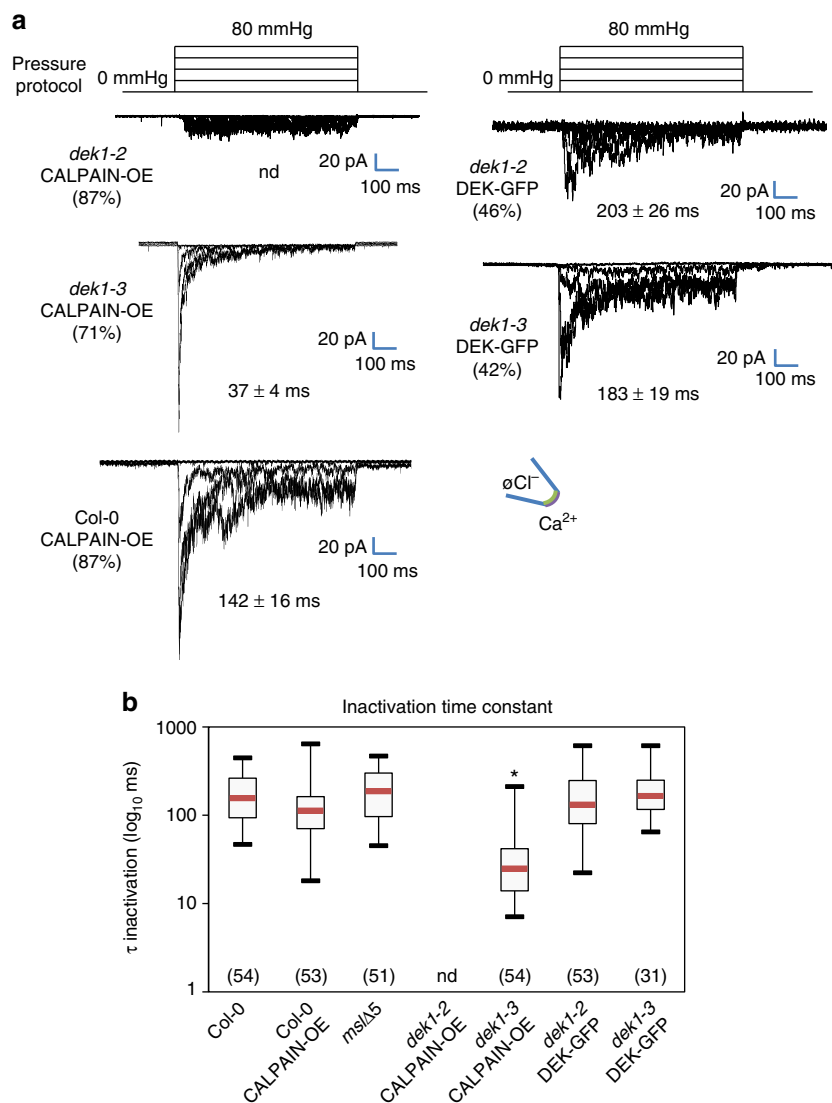 a
80 mmHg
Pressure
protocol
0 mmHg
dek1-2
CALPAIN-OE
(87%)
nd
20 pA
100 ms
dek1-3
CALPAIN-OE
(71%)
20 pA
100 ms
37 ± 4 ms
Col-0
CALPAIN-OE
(87%)
20 pA
100 ms
142 ± 16 ms
80 mmHg
0 mmHg
dek1-2
DEK-GFP
(46%)
20 pA
100 ms
203 ± 26 ms
dek1-3
DEK-GFP
(42%)
20 pA
100 ms
183 ± 19 ms
øCl⁻
Ca²⁺
b
Inactivation time constant
τ inactivation (log₁₀ ms)
1000
100
10
1
*
(54)
(53)
(51)
nd
(54)
(53)
(31)
Col-0
Col-0
CALPAIN-OE
mslΔ5
dek1-2
CALPAIN-OE
dek1-3
CALPAIN-OE
dek1-2
DEK-GFP
dek1-3
DEK-GFP